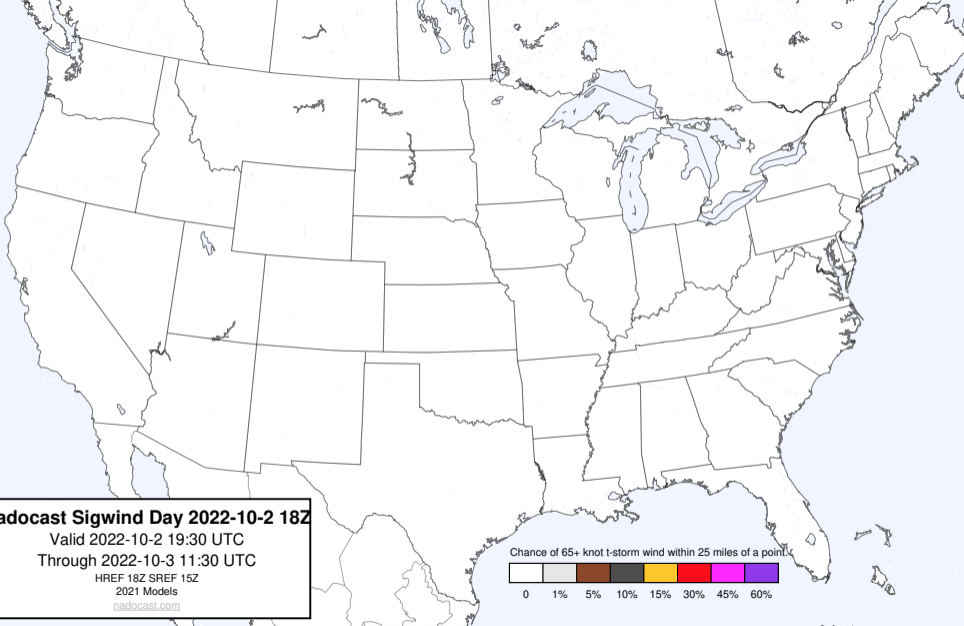 adocast Sigwind Day 2022-10-2 18Z
Valid 2022-10-2 19:30 UTC
Through 2022-10-3 11:30 UTC
HREF 18Z SREF 15Z
2021 Models
nadocast.com
Chance of 65+ knot t-storm wind within 25 miles of a point.
0 1% 5% 10% 15% 30% 45% 60%